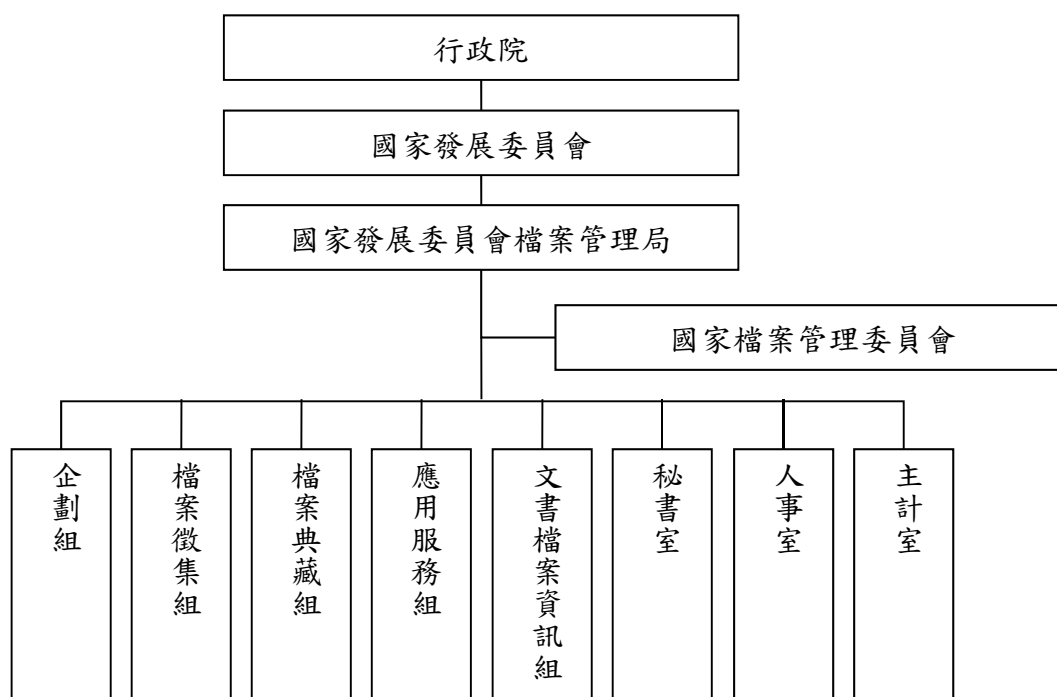 行政院
國家發展委員會
國家發展委員會檔案管理局
國家檔案管理委員會
企劃組
檔案徵集組
檔案典藏組
應用服務組
文書檔案資訊組
秘書室
人事室
主計室